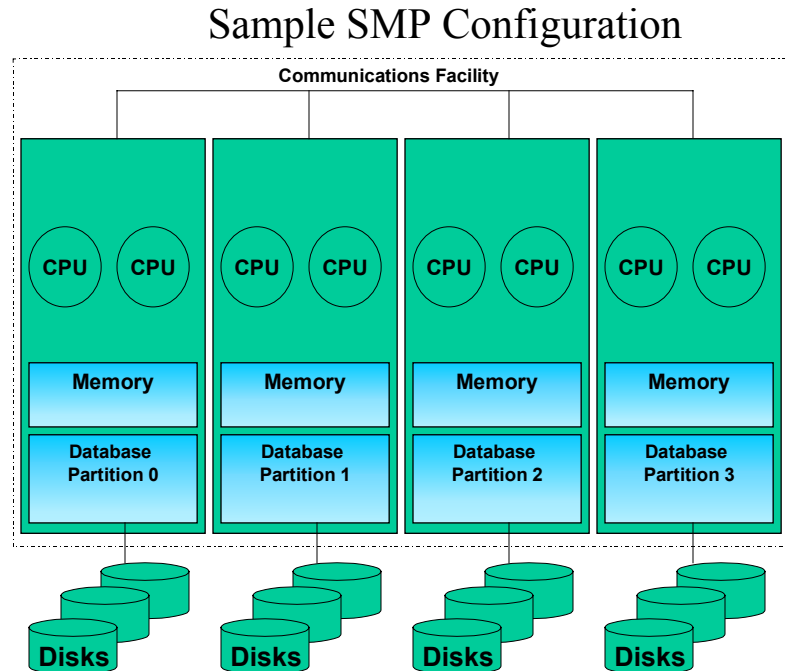 Sample SMP Configuration
Communications Facility
CPU CPU CPU CPU CPU CPU CPU CPU
Memory Memory Memory Memory
Database Partition 0
Database Partition 1
Database Partition 2
Database Partition 3
Disks Disks Disks Disks